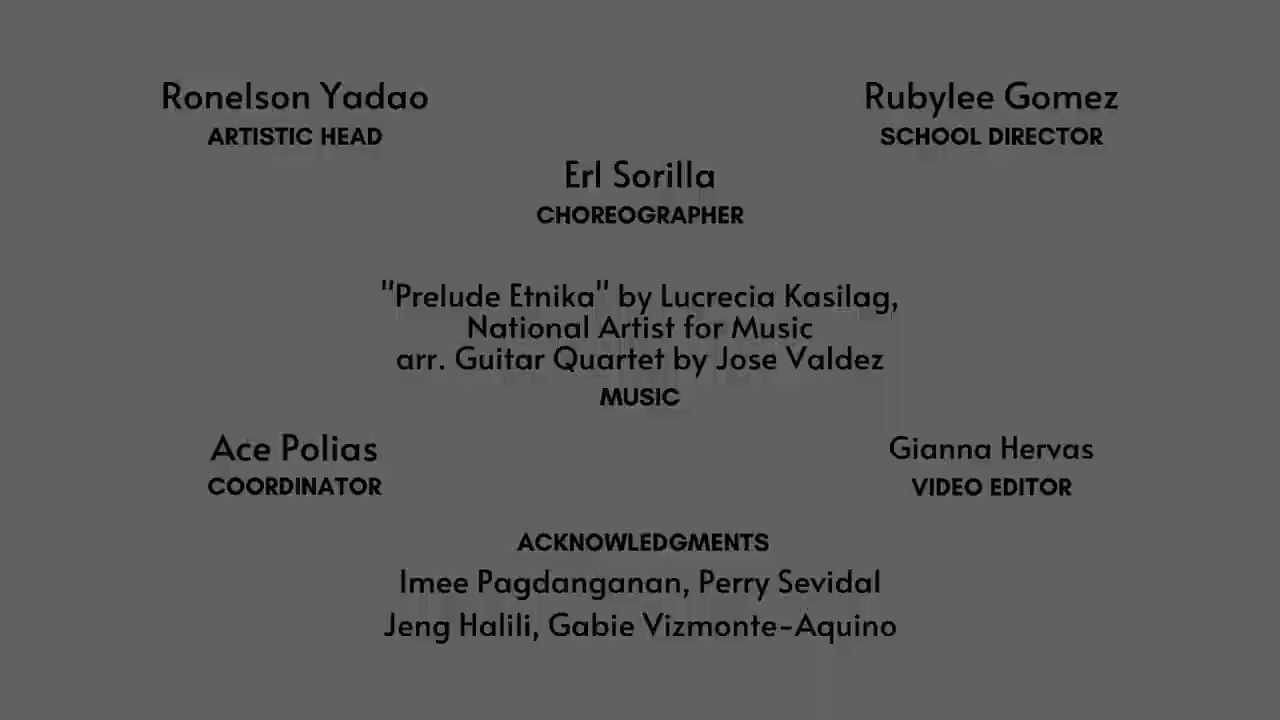 Ronelson Yadao
ARTISTIC HEAD
Rubylee Gomez
SCHOOL DIRECTOR
Erl Sorilla
CHOREOGRAPHER
"Prelude Etnika" by Lucrecia Kasilag,
National Artist for Music
arr. Guitar Quartet by Jose Valdez
MUSIC
Ace Polias
COORDINATOR
Gianna Hervas
VIDEO EDITOR
ACKNOWLEDGMENTS
Imee Pagdanganan, Perry Sevidal
Jeng Halili, Gabie Vizmonte-Aquino